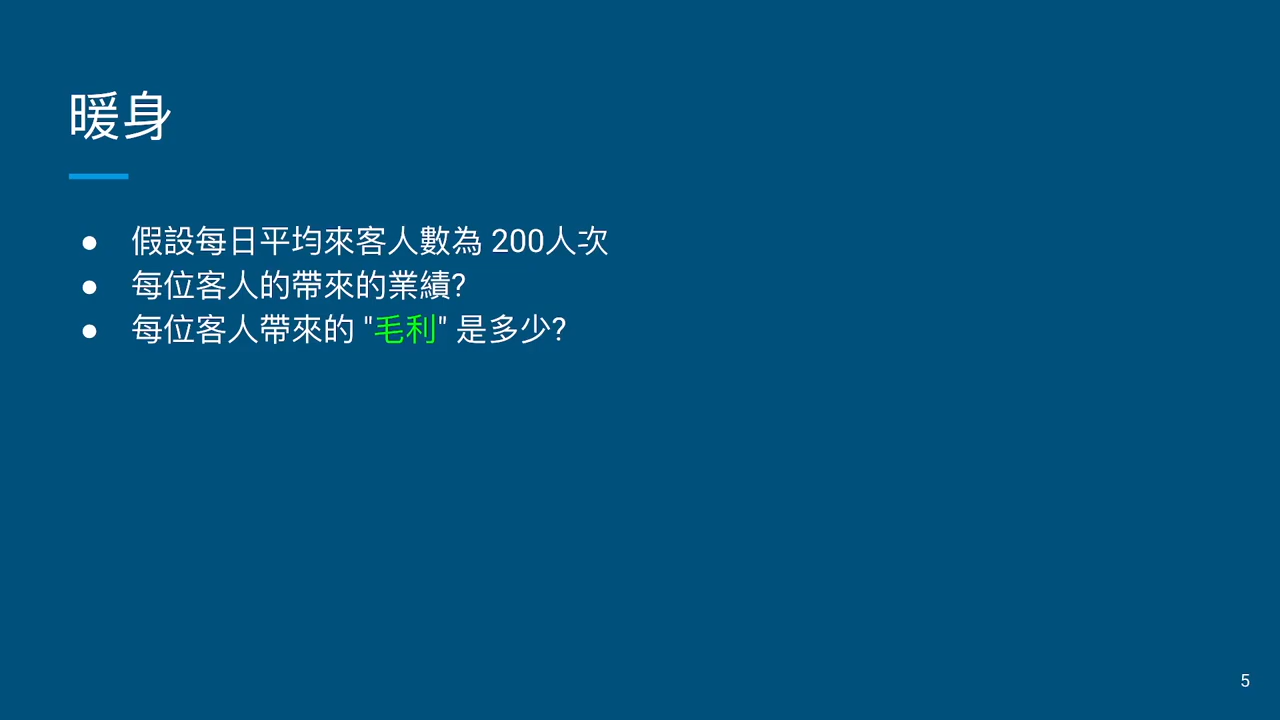 暖身
● 假設每日平均來客人數為 200人次
● 每位客人的帶來的業績?
● 每位客人帶來的 "毛利" 是多少?
5